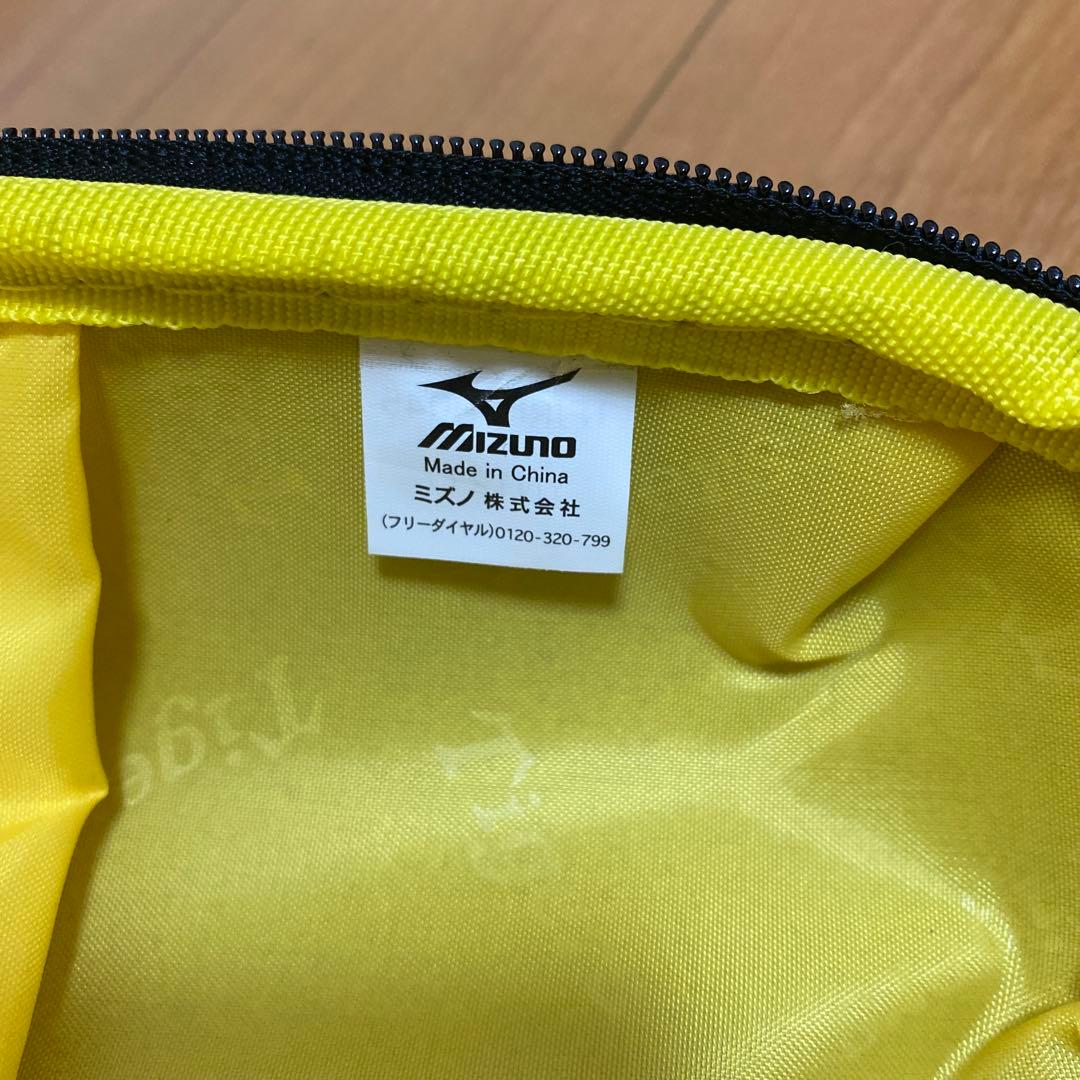 MIZUNO
Made in China
ミズノ 株式会社
(フリーダイヤル)0120-320-799
Tige